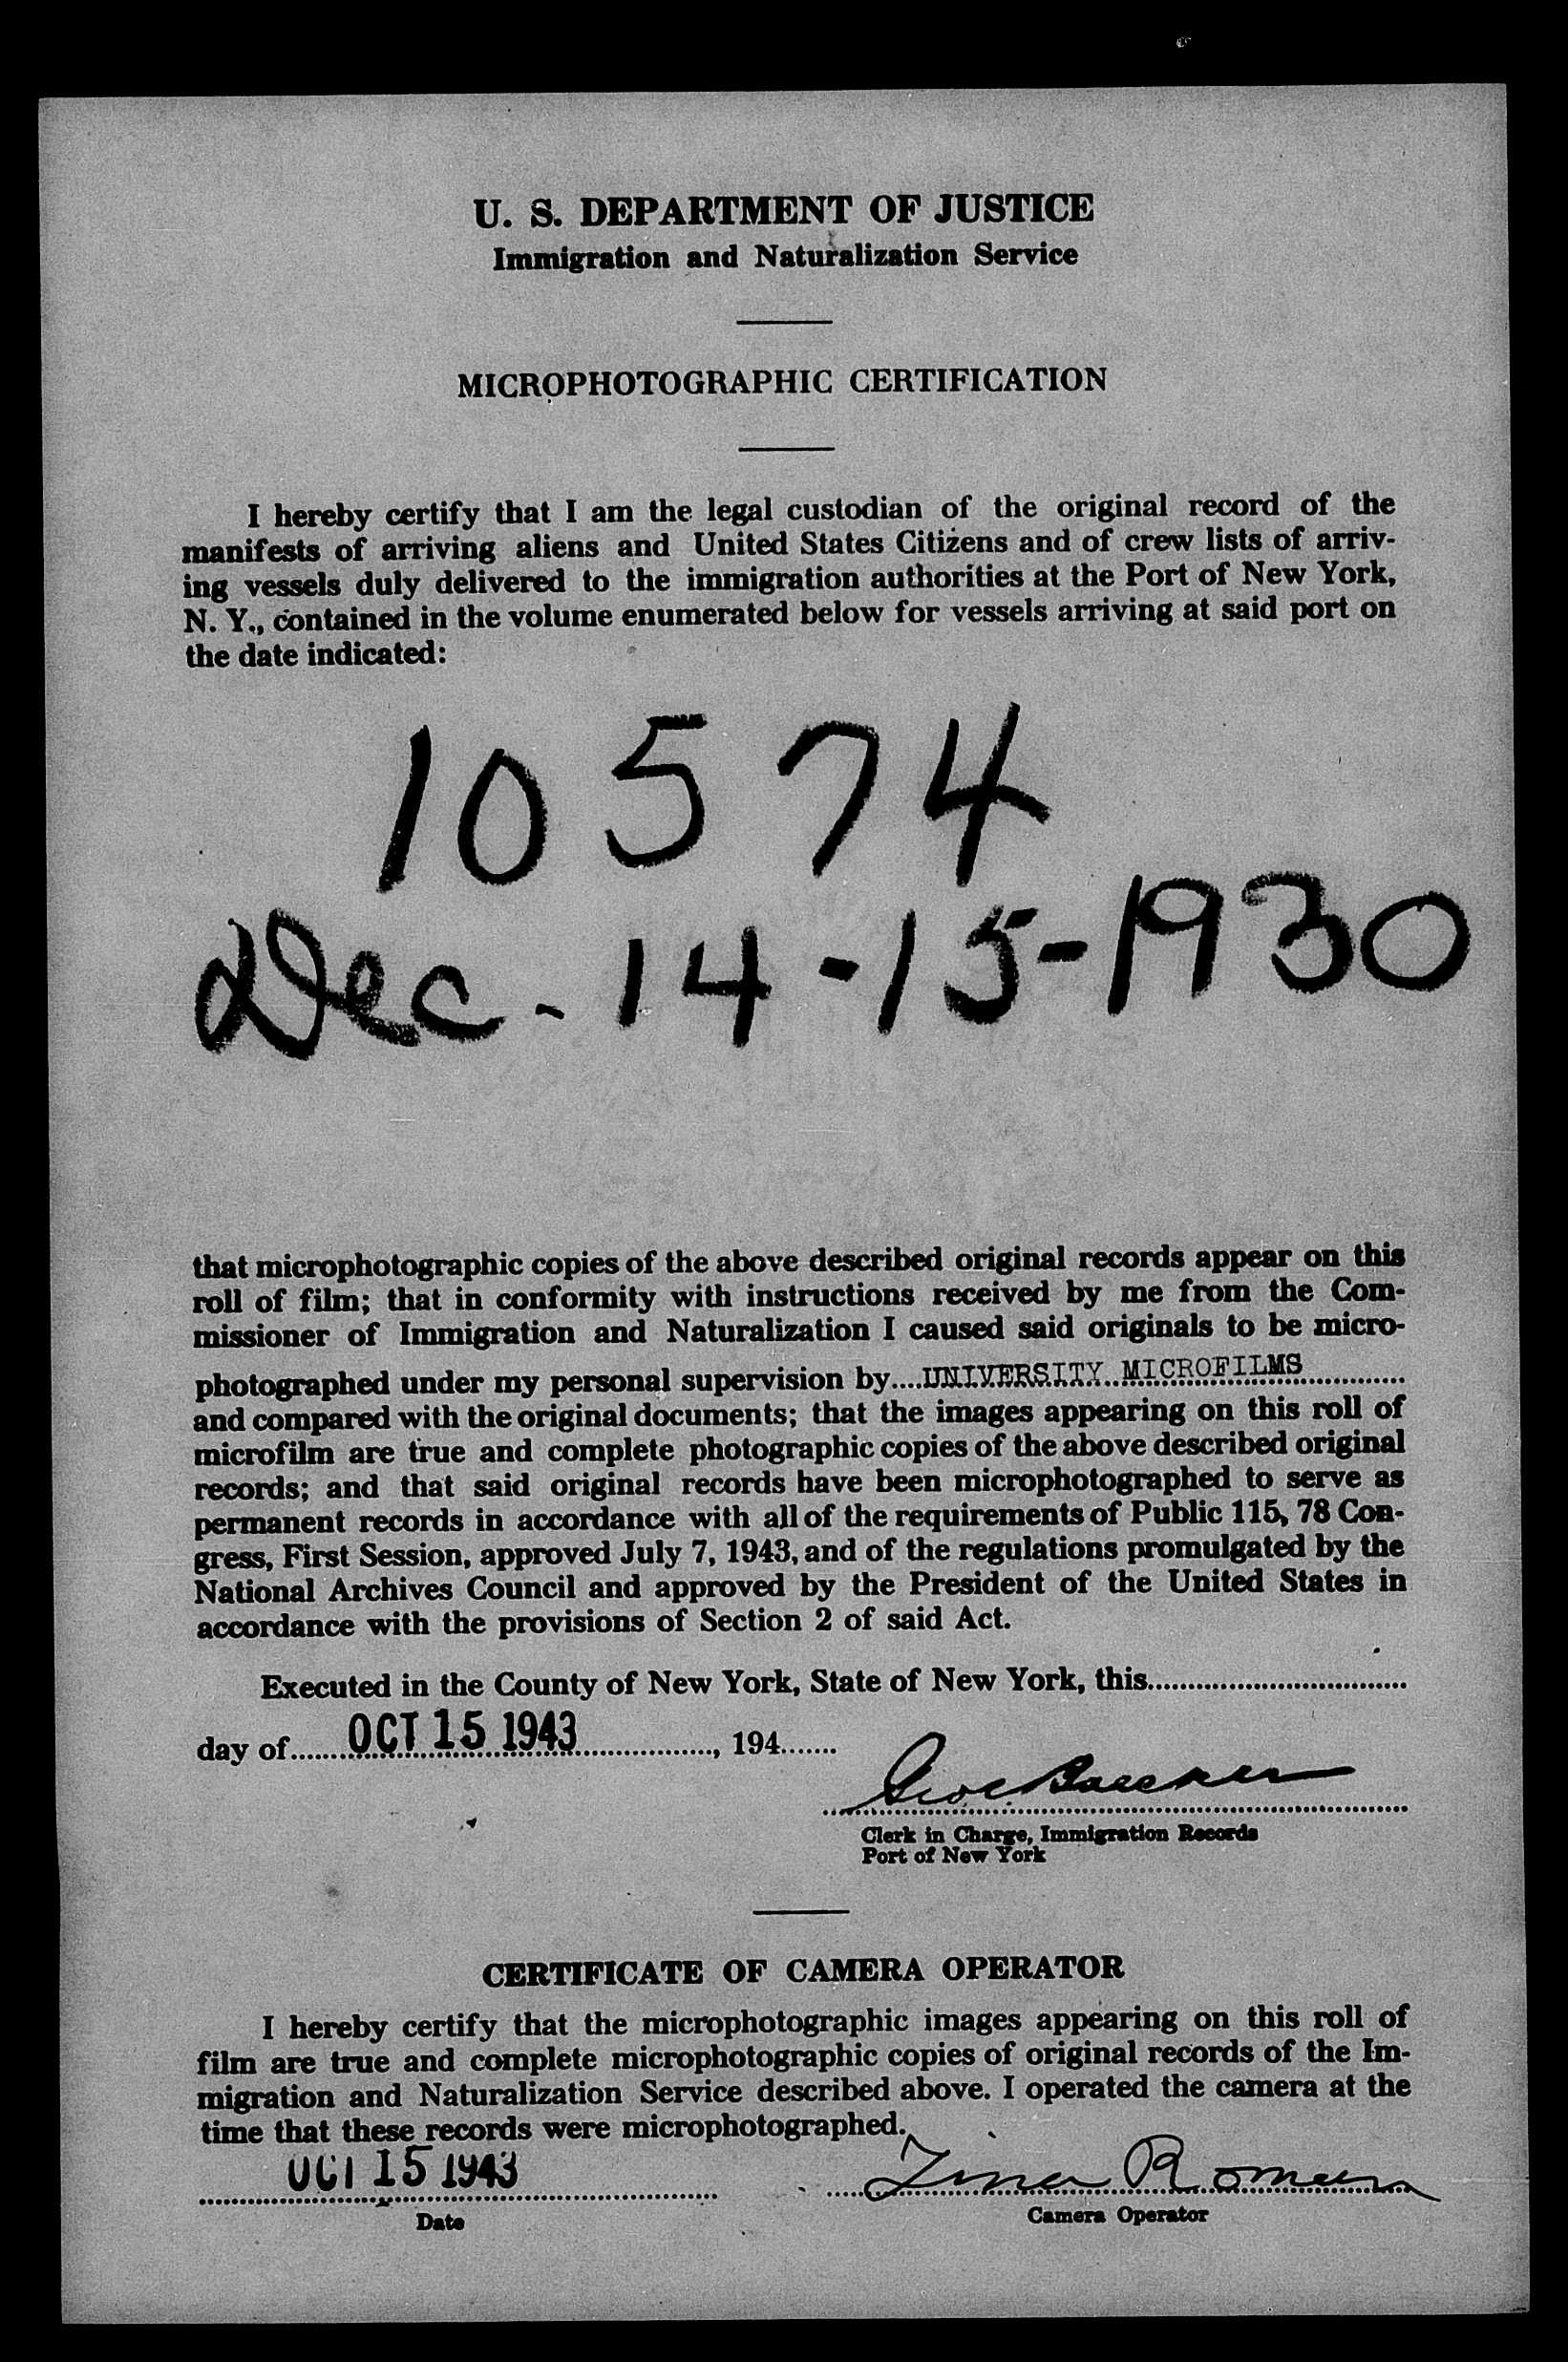 U. S. DEPARTMENT OF JUSTICE
Immigration and Naturalization Service
MICROPHOTOGRAPHIC CERTIFICATION
I hereby certify that I am the legal custodian of the original record of the
manifests of arriving aliens and United States Citizens and of crew lists of arriv-
ing vessels duly delivered to the immigration authorities at the Port of New York,
N. Y., contained in the volume enumerated below for vessels arriving at said port on
the date indicated:
10574
Dec - 14 - 15 - 1930
that microphotographic copies of the above described original records appear on this
roll of film; that in conformity with instructions received by me from the Com-
missioner of Immigration and Naturalization I caused said originals to be micro-
photographed under my personal supervision by....UNIVERSITY MICROFILMS
and compared with the original documents; that the images appearing on this roll of
microfilm are true and complete photographic copies of the above described original
records; and that said original records have been microphotographed to serve as
permanent records in accordance with all of the requirements of Public 115, 78 Con-
gress, First Session, approved July 7, 1943, and of the regulations promulgated by the
National Archives Council and approved by the President of the United States in
accordance with the provisions of Section 2 of said Act.
Executed in the County of New York, State of New York, this
day of OCT 15 1943, 194
Clerk in Charge, Immigration Records
Port of New York
CERTIFICATE OF CAMERA OPERATOR
I hereby certify that the microphotographic images appearing on this roll of
film are true and complete microphotographic copies of original records of the Im-
migration and Naturalization Service described above. I operated the camera at the
time that these records were microphotographed.
OCT 15 1943
Date
Camera Operator